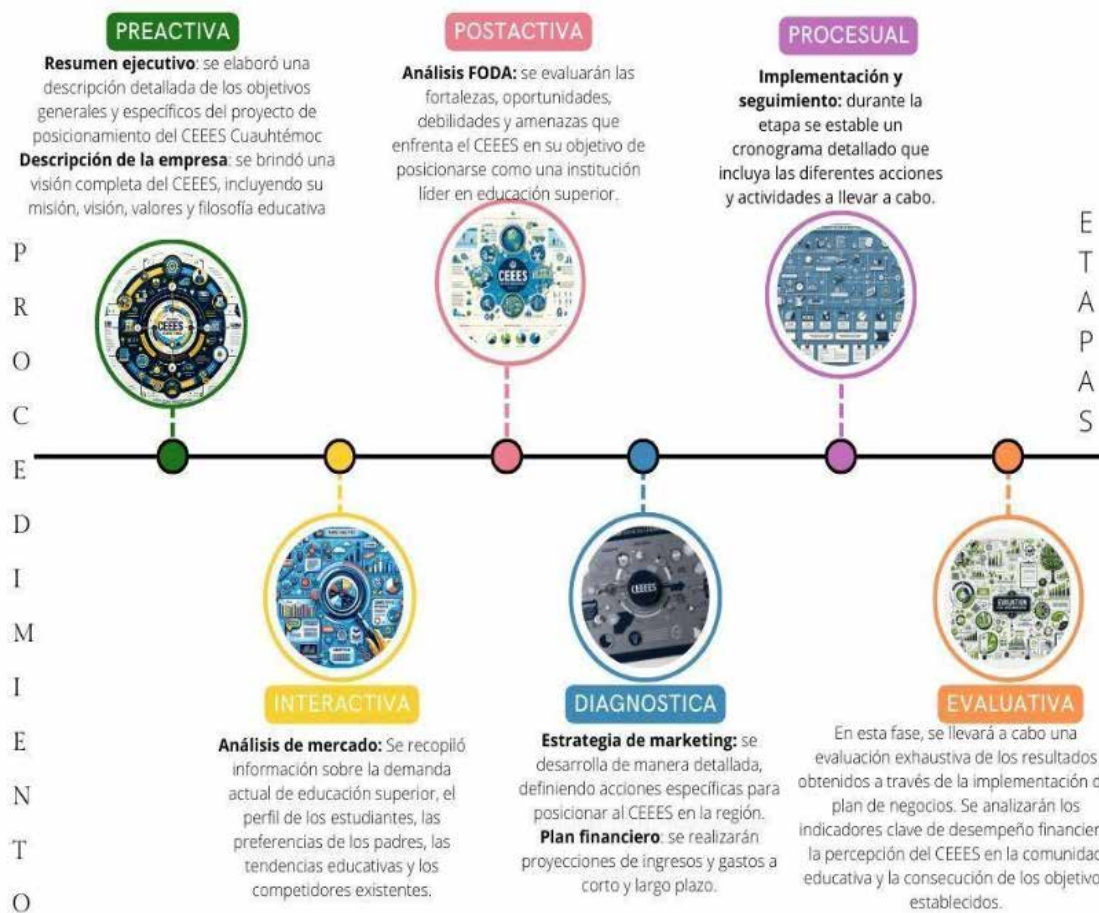 PREACTIVA
Resumen ejecutivo: se elaboró una
descripción detallada de los objetivos
generales y específicos del proyecto de
posicionamiento del CEEES Cuauhtémoc
Descripción de la empresa: se brindó una
visión completa del CEEES, incluyendo su
misión, visión, valores y filosofía educativa
CEEES
POSTACTIVA
Análisis FODA: se evaluarán las
fortalezas, oportunidades,
debilidades y amenazas que
enfrenta el CEEES en su objetivo de
posicionarse como una institución
líder en educación superior.
CEEES
PROCESUAL
Implementación y
seguimiento: durante la
etapa se estable un
cronograma detallado que
incluya las diferentes acciones
y actividades a llevar a cabo.
PROCEDIMIENTO
ETAPAS
INTERACTIVA
Análisis de mercado: Se recopiló
información sobre la demanda
actual de educación superior, el
perfil de los estudiantes, las
preferencias de los padres, las
tendencias educativas y los
competidores existentes.
CEEES
DIAGNOSTICA
Estrategia de marketing: se
desarrolla de manera detallada,
definiendo acciones específicas para
posicionar al CEEES en la región.
Plan financiero: se realizarán
proyecciones de ingresos y gastos a
corto y largo plazo.
EVALUATIVA
En esta fase, se llevará a cabo una
evaluación exhaustiva de los resultados
obtenidos a través de la implementación d
plan de negocios. Se analizarán los
indicadores clave de desempeño financier
la percepción del CEEES en la comunidad
educativa y la consecución de los objetivo
establecidos.